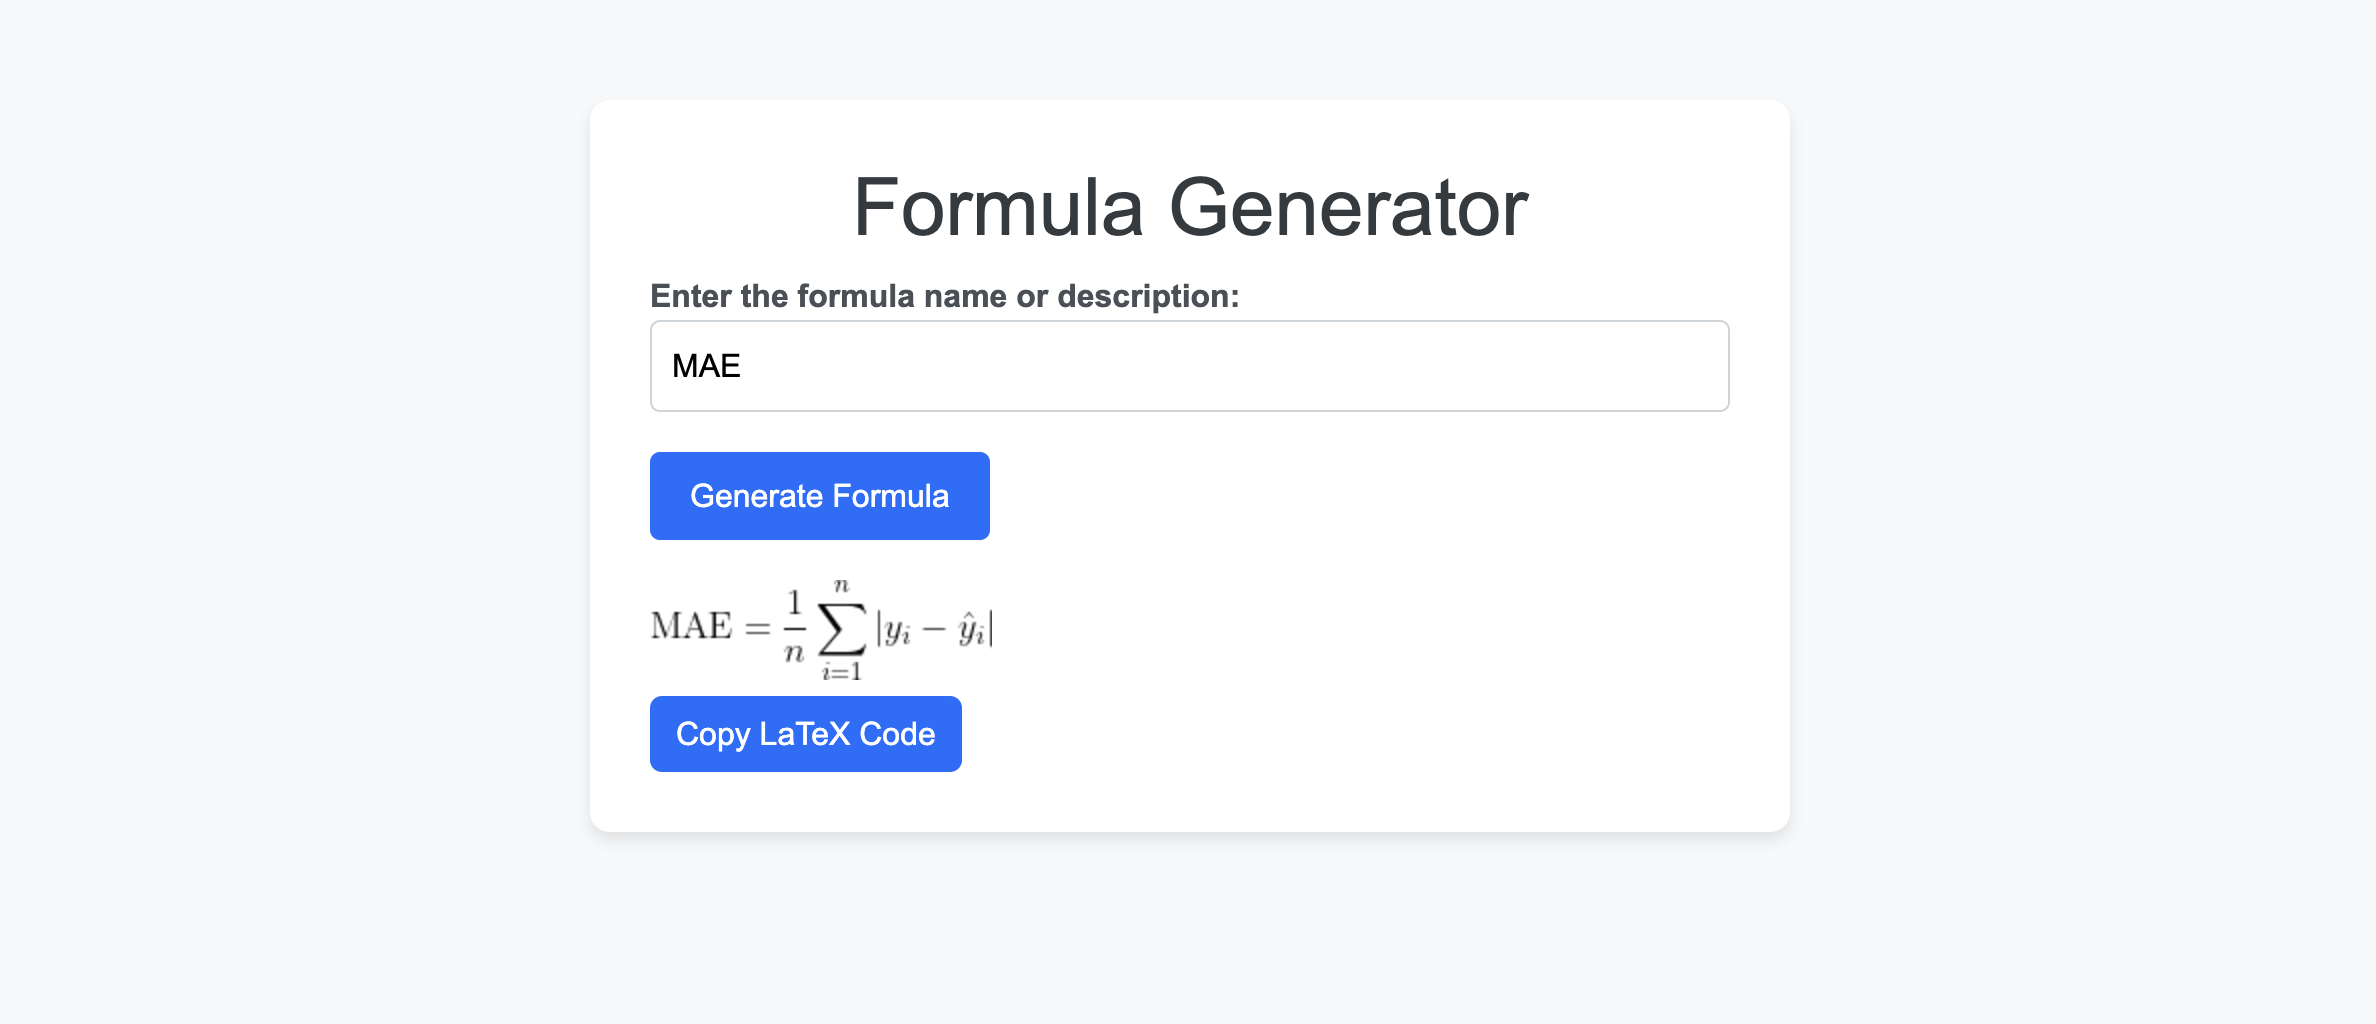 Formula Generator
Enter the formula name or description:
MAE
Generate Formula
MAE = \frac{1}{n} \sum_{i=1}^{n} |y_i - \hat{y}_i|
Copy LaTeX Code